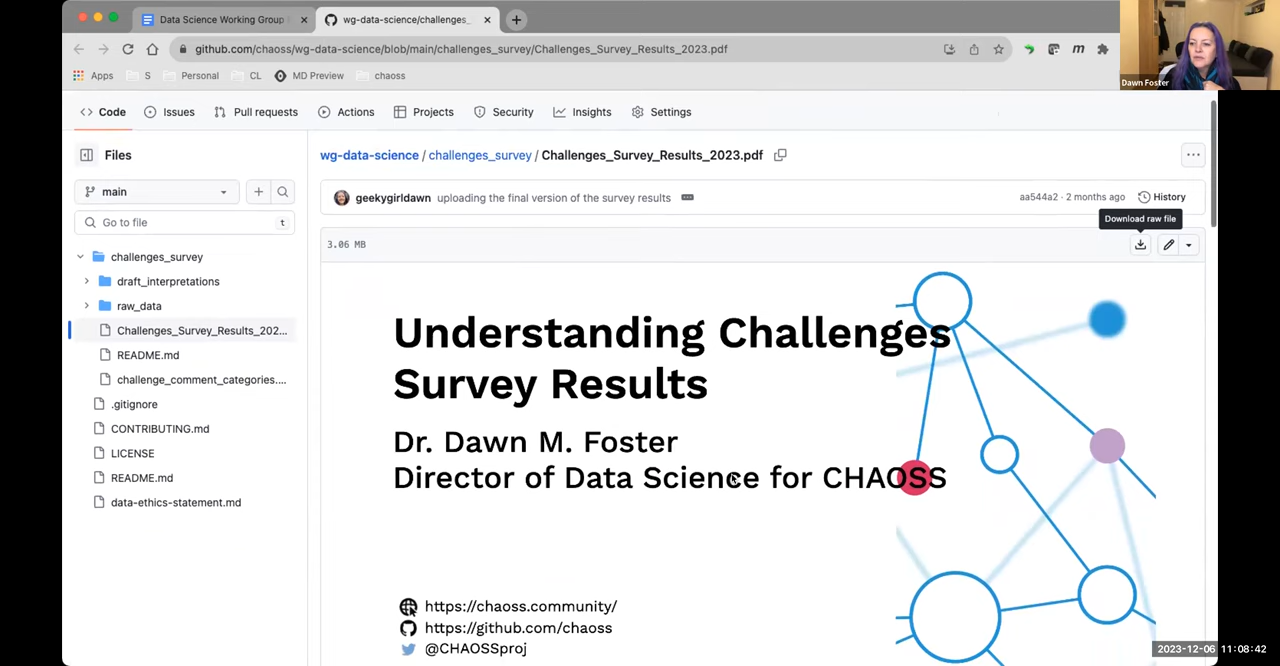 Data Science Working Group
wg-data-science/challenges_
github.com/chaoss/wg-data-science/blob/main/challenges_survey/Challenges_Survey_Results_2023.pdf
Apps S Personal CL MD Preview chaoss
Dawn Foster
Code Issues Pull requests Actions Projects Security Insights Settings
Files
wg-data-science / challenges_survey / Challenges_Survey_Results_2023.pdf
main
geekygirldawn uploading the final version of the survey results
aa544a2 · 2 months ago History
Go to file t
Download raw file
3.06 MB
challenges_survey
draft_interpretations
raw_data
Challenges_Survey_Results_202...
README.md
challenge_comment_categories....
.gitignore
CONTRIBUTING.md
LICENSE
README.md
data-ethics-statement.md
Understanding Challenges
Survey Results
Dr. Dawn M. Foster
Director of Data Science for CHAOSS
https://chaoss.community/
https://github.com/chaoss
@CHAOSSproj
2023-12-06 11:08:42